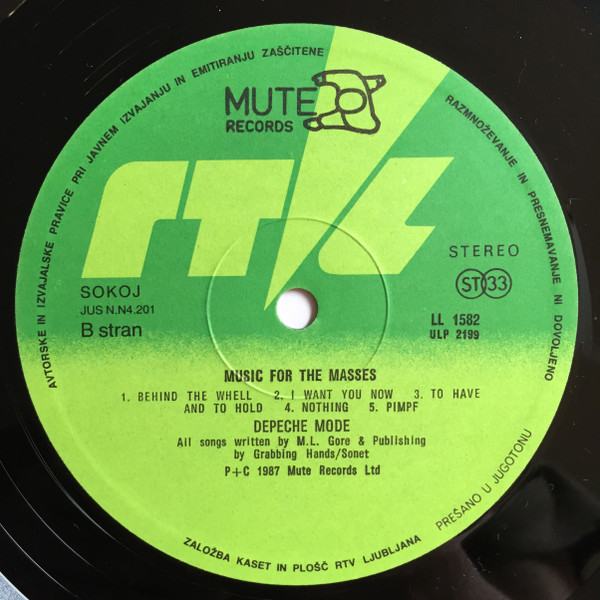 AVTORSKE IN IZVAJALSKE PRAVICE PRI JAVNEM IZVAJANJU IN EMITIRANJU ZAŠČITENE
RAZMNOŽEVANJE IN PRESNEMAVANJE NI DOVOLJENO
MUTE
RECORDS
RTL
STEREO
ST 33
SOKOJ
JUS N.N4.201
B stran
LL 1582
ULP 2199
MUSIC FOR THE MASSES
1. BEHIND THE WHELL 2. I WANT YOU NOW 3. TO HAVE
AND TO HOLD 4. NOTHING 5. PIMPF
DEPECHE MODE
All songs written by M.L. Gore & Publishing
by Grabbing Hands/Sonet
P+C 1987 Mute Records Ltd
ZALOŽBA KASET IN PLOŠČ RTV LJUBLJANA
PREŠANO U JUGOTONU